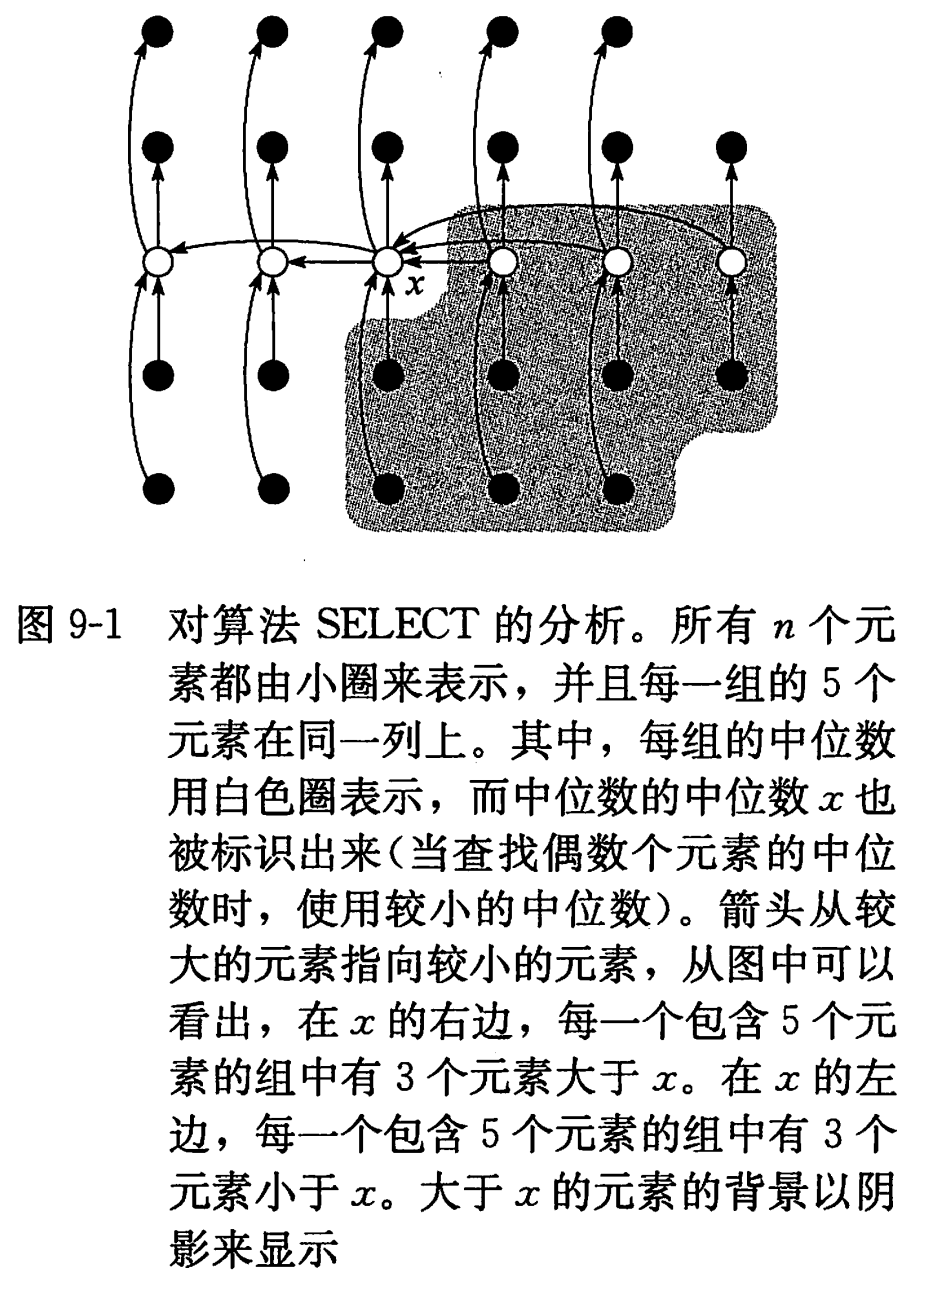 x
图 9-1 对算法 SELECT 的分析。所有 n 个元
素都由小圈来表示，并且每一组的 5 个
元素在同一列上。其中，每组的中位数
用白色圈表示，而中位数的中位数 x 也
被标识出来(当查找偶数个元素的中位
数时，使用较小的中位数)。箭头从较
大的元素指向较小的元素，从图中可以
看出，在 x 的右边，每一个包含 5 个元
素的组中有 3 个元素大于 x。在 x 的左
边，每一个包含 5 个元素的组中有 3 个
元素小于 x。大于 x 的元素的背景以阴
影来显示